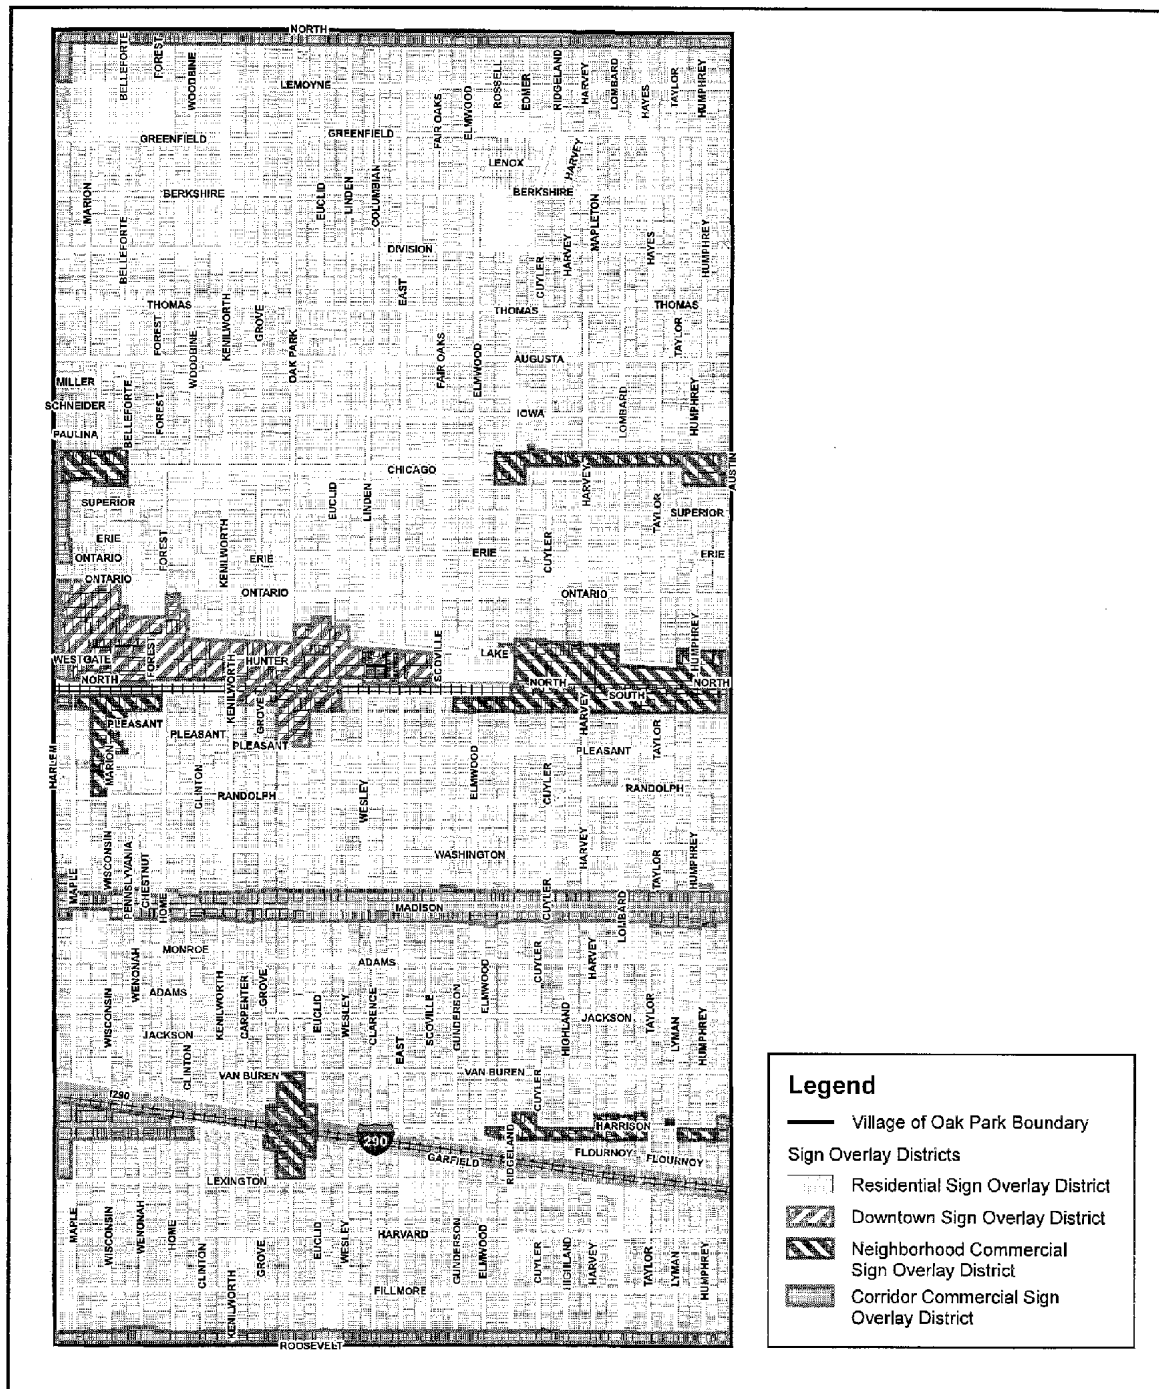 NORTH
BELLEFORTE
FOREST
WOODBINE
LEMOYNE
FAIR OAKS
ELMWOOD
ROSSELL
EDMER
RIDGELAND
HARVEY
LOMBARD
HAYES
TAYLOR
HUMPHREY
GREENFIELD
GREENFIELD
LENOX
HARVEY
MARION
BERKSHIRE
EUCLID
LINDEN
COLUMBIAN
BERKSHIRE
MAPLETON
BELLEFORTE
DIVISION
CUYLER
HARVEY
HAYES
HUMPHREY
EAST
THOMAS
FOREST
WOODBINE
KENILWORTH
GROVE
OAK PARK
THOMAS
THOMAS
TAYLOR
FAIR OAKS
ELMWOOD
AUGUSTA
MILLER
SCHNEIDER
PAULINA
BELLEFORTE
FOREST
IOWA
LOMBARD
HUMPHREY
CHICAGO
HARVEY
AUSTIN
SUPERIOR
EUCLID
LINDEN
TAYLOR
SUPERIOR
ERIE
ONTARIO
FOREST
KENILWORTH
ERIE
ERIE
CUYLER
ERIE
ONTARIO
ONTARIO
ONTARIO
WESTGATE
FOREST
KENILWORTH
HUNTER
SCOVILLE
LAKE
HUMPHREY
NORTH
NORTH
NORTH
SOUTH
HARVEY
GROVE
PLEASANT
PLEASANT
PLEASANT
PLEASANT
HARLEM
MARION
CLINTON
RANDOLPH
WESLEY
ELMWOOD
CUYLER
TAYLOR
RANDOLPH
WASHINGTON
HARVEY
MAPLE
WISCONSIN
PENNSLYVANIA
CHESTNUT
HOME
TAYLOR
HUMPHREY
MADISON
CUYLER
LOMBARD
MONROE
WENONAH
ADAMS
ADAMS
ELMWOOD
CUYLER
HARVEY
WISCONSIN
KENILWORTH
CARPENTER
GROVE
EUCLID
WESLEY
CLARENCE
SCOVILLE
GUNDERSON
HIGHLAND
JACKSON
TAYLOR
LYMAN
HUMPHREY
JACKSON
CLINTON
EAST
VAN BUREN
VAN BUREN
CUYLER
I290
290
HARRISON
GARFIELD
RIDGELAND
FLOURNOY
FLOURNOY
LEXINGTON
MAPLE
WISCONSIN
WENONAH
HOME
CLINTON
KENILWORTH
GROVE
EUCLID
WESLEY
HARVARD
GUNDERSON
ELMWOOD
CUYLER
HIGHLAND
HARVEY
TAYLOR
LYMAN
HUMPHREY
FILLMORE
ROOSEVELT
Legend
Village of Oak Park Boundary
Sign Overlay Districts
Residential Sign Overlay District
Downtown Sign Overlay District
Neighborhood Commercial
Sign Overlay District
Corridor Commercial Sign
Overlay District